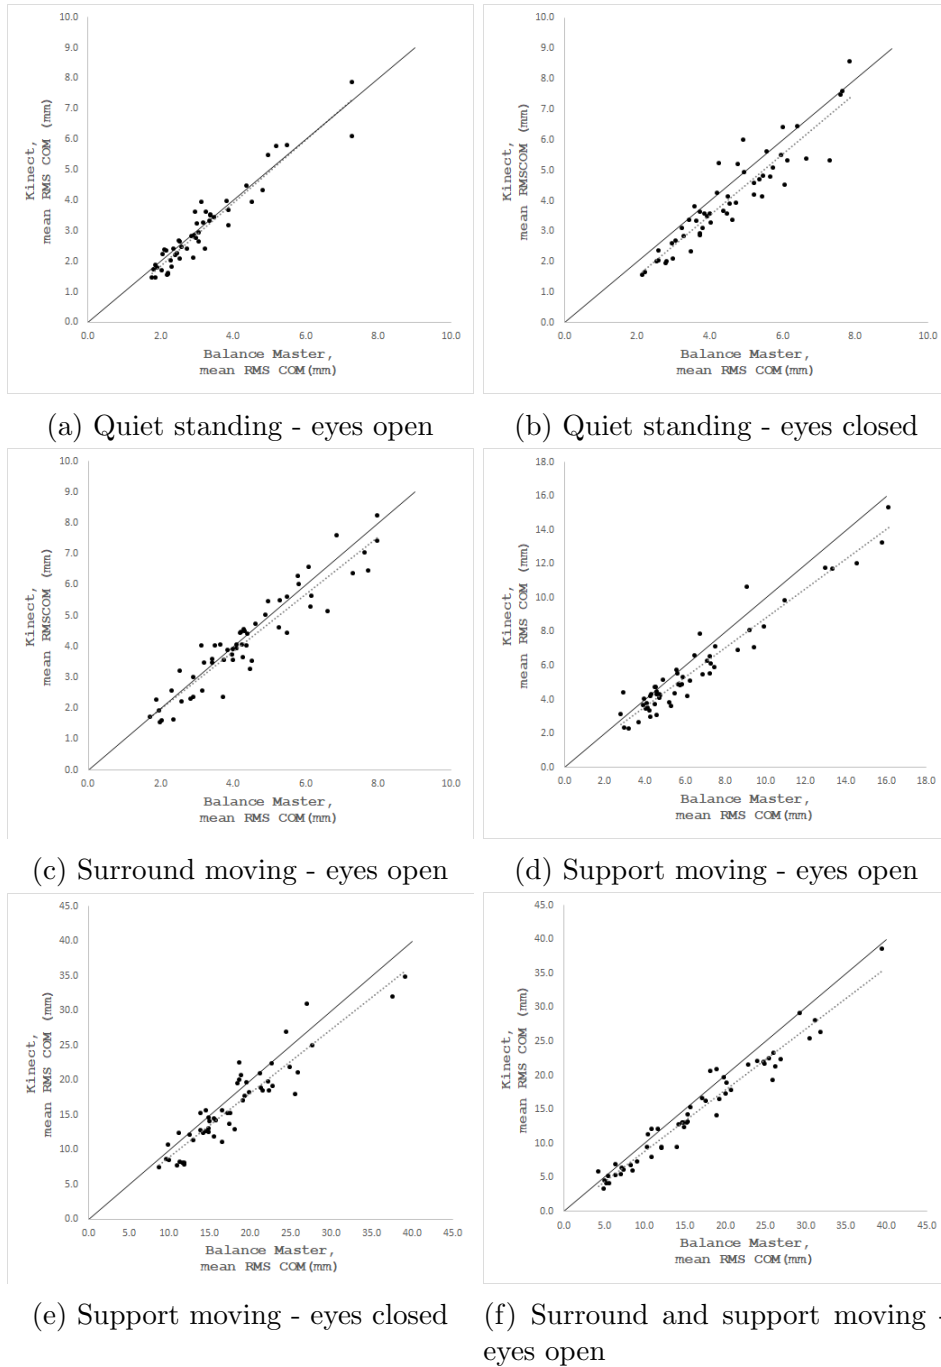 10.0
9.0
8.0
7.0
6.0
5.0
4.0
3.0
2.0
1.0
0.0
Kinect,
mean RMS COM (mm)
0.0 2.0 4.0 6.0 8.0 10.0
Balance Master,
mean RMS COM(mm)
(a) Quiet standing - eyes open
10.0
9.0
8.0
7.0
6.0
5.0
4.0
3.0
2.0
1.0
0.0
Kinect,
mean RMSCOM (mm)
0.0 2.0 4.0 6.0 8.0 10.0
Balance Master,
mean RMS COM(mm)
(b) Quiet standing - eyes closed
10.0
9.0
8.0
7.0
6.0
5.0
4.0
3.0
2.0
1.0
0.0
Kinect,
mean RMSCOM (mm)
0.0 2.0 4.0 6.0 8.0 10.0
Balance Master,
mean RMS COM(mm)
(c) Surround moving - eyes open
18.0
16.0
14.0
12.0
10.0
8.0
6.0
4.0
2.0
0.0
Kinect,
mean RMS COM (mm)
0.0 2.0 4.0 6.0 8.0 10.0 12.0 14.0 16.0 18.0
Balance Master,
mean RMS COM(mm)
(d) Support moving - eyes open
45.0
40.0
35.0
30.0
25.0
20.0
15.0
10.0
5.0
0.0
Kinect,
mean RMS COM (mm)
0.0 5.0 10.0 15.0 20.0 25.0 30.0 35.0 40.0 45.0
Balance Master,
mean RMS COM(mm)
(e) Support moving - eyes closed
45.0
40.0
35.0
30.0
25.0
20.0
15.0
10.0
5.0
0.0
Kinect,
mean RMS COM (mm)
0.0 5.0 10.0 15.0 20.0 25.0 30.0 35.0 40.0 45.0
Balance Master,
mean RMS COM(mm)
(f) Surround and support moving -
eyes open